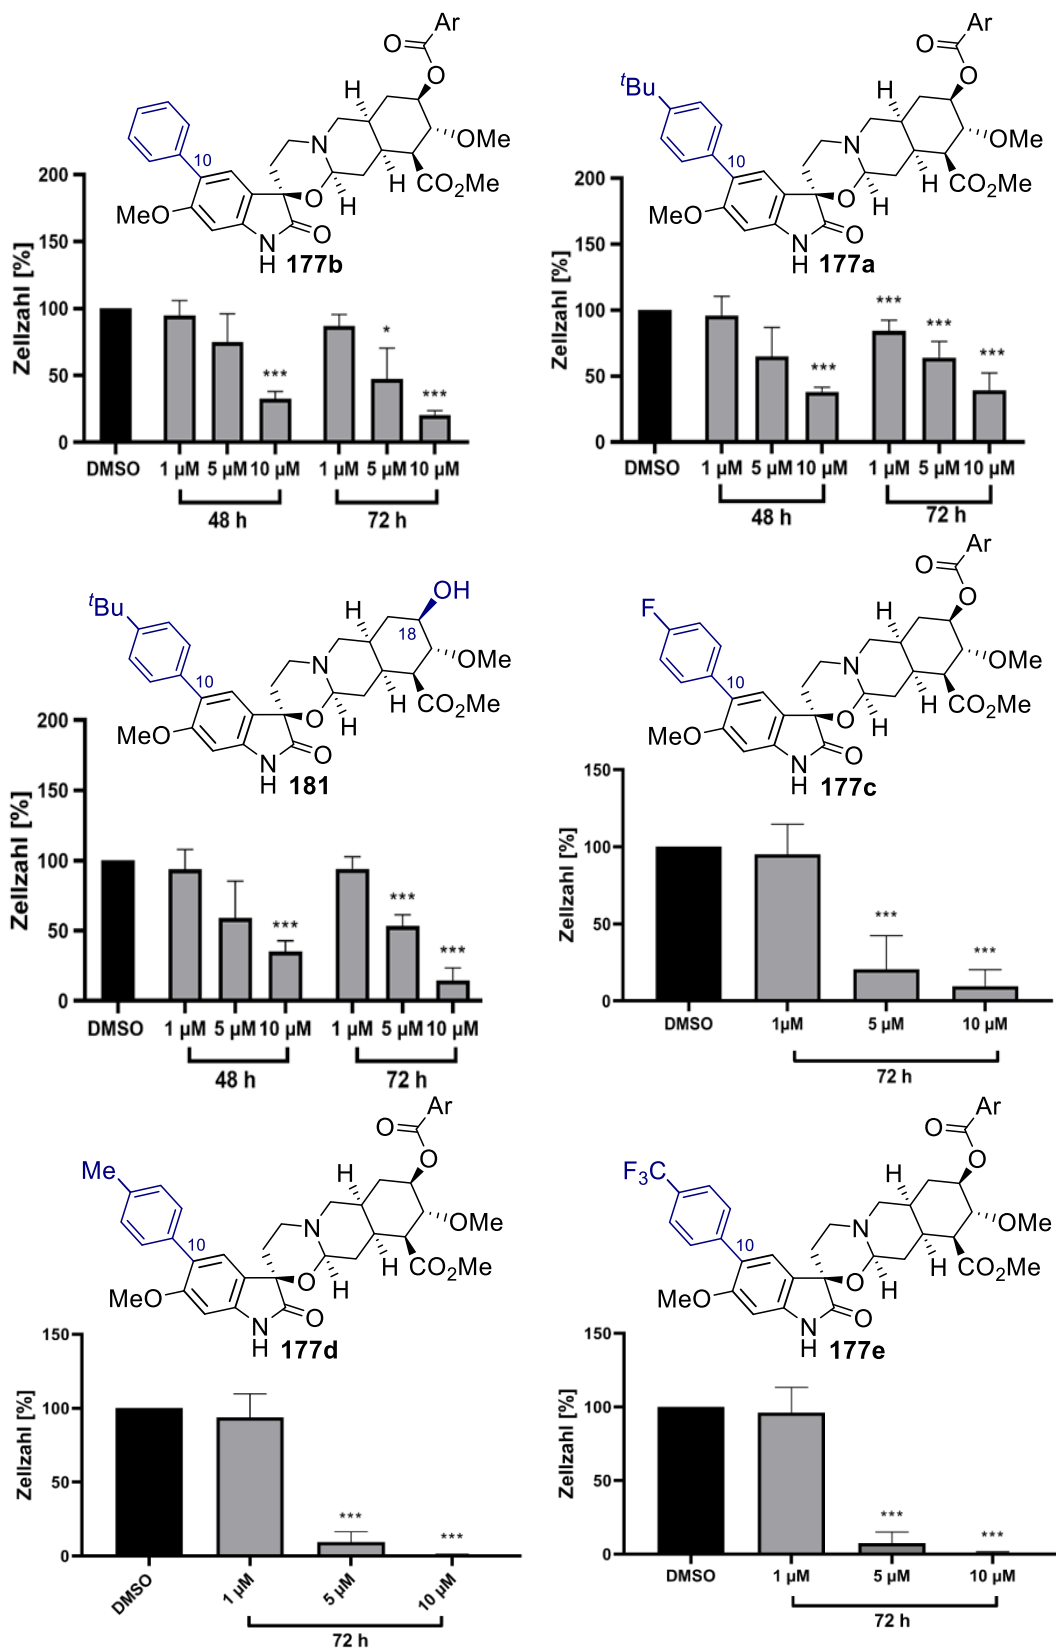 Ar
O
O
H
N
OMe
10
H
CO₂Me
O
H
MeO
O
N
H
177b
Zellzahl [%]
200
150
100
50
0
***
*
***
DMSO
1 µM
5 µM
10 µM
1 µM
5 µM
10 µM
48 h
72 h
Ar
O
O
H
ᵗBu
N
OMe
10
H
CO₂Me
O
H
MeO
O
N
H
177a
Zellzahl [%]
200
150
100
50
0
***
***
***
***
DMSO
1 µM
5 µM
10 µM
1 µM
5 µM
10 µM
48 h
72 h
OH
ᵗBu
H
18
N
OMe
10
H
CO₂Me
O
H
MeO
O
N
H
181
Zellzahl [%]
200
150
100
50
0
***
***
***
DMSO
1 µM
5 µM
10 µM
1 µM
5 µM
10 µM
48 h
72 h
Ar
O
O
F
H
N
OMe
10
H
CO₂Me
O
H
MeO
O
N
H
177c
Zellzahl [%]
150
100
50
0
***
***
DMSO
1µM
5 µM
10 µM
72 h
Ar
O
O
Me
H
N
OMe
10
H
CO₂Me
O
H
MeO
O
N
H
177d
Zellzahl [%]
150
100
50
0
***
***
DMSO
1 µM
5 µM
10 µM
72 h
Ar
O
O
F₃C
H
N
OMe
10
H
CO₂Me
O
H
MeO
O
N
H
177e
Zellzahl [%]
150
100
50
0
***
***
DMSO
1 µM
5 µM
10 µM
72 h